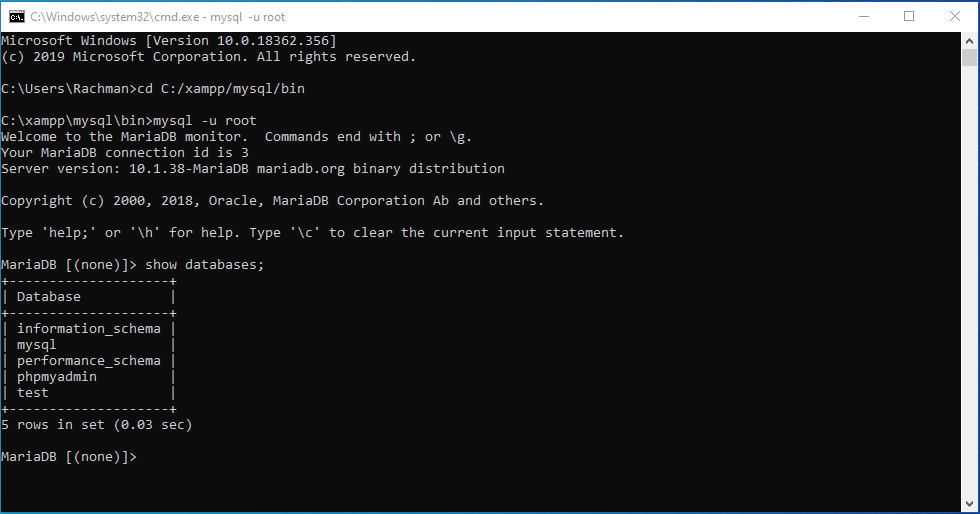 C:\Windows\system32\cmd.exe - mysql  -u root
Microsoft Windows [Version 10.0.18362.356]
(c) 2019 Microsoft Corporation. All rights reserved.
C:\Users\Rachman>cd C:/xampp/mysql/bin
C:\xampp\mysql\bin>mysql -u root
Welcome to the MariaDB monitor.  Commands end with ; or \g.
Your MariaDB connection id is 3
Server version: 10.1.38-MariaDB mariadb.org binary distribution
Copyright (c) 2000, 2018, Oracle, MariaDB Corporation Ab and others.
Type 'help;' or '\h' for help. Type '\c' to clear the current input statement.
MariaDB [(none)]> show databases;
+--------------------+
| Database           |
+--------------------+
| information_schema |
| mysql              |
| performance_schema |
| phpmyadmin         |
| test               |
+--------------------+
5 rows in set (0.03 sec)
MariaDB [(none)]>